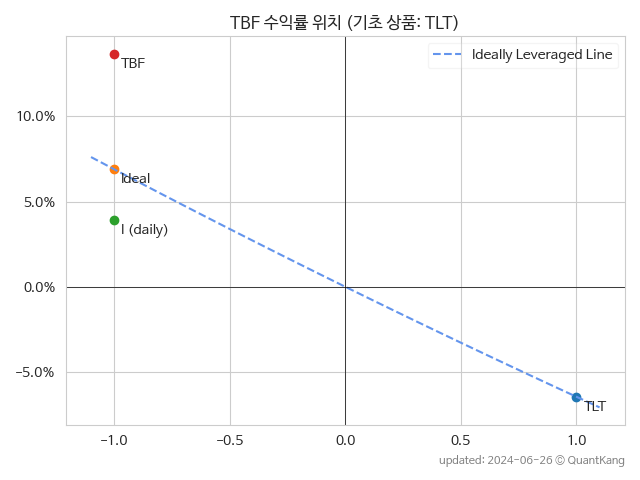 TBF 수익률 위치 (기초 상품: TLT)
Ideally Leveraged Line
TBF
10.0%
Ideal
5.0%
I (daily)
0.0%
−5.0%
TLT
−1.0 −0.5 0.0 0.5 1.0
updated: 2024-06-26 © QuantKang